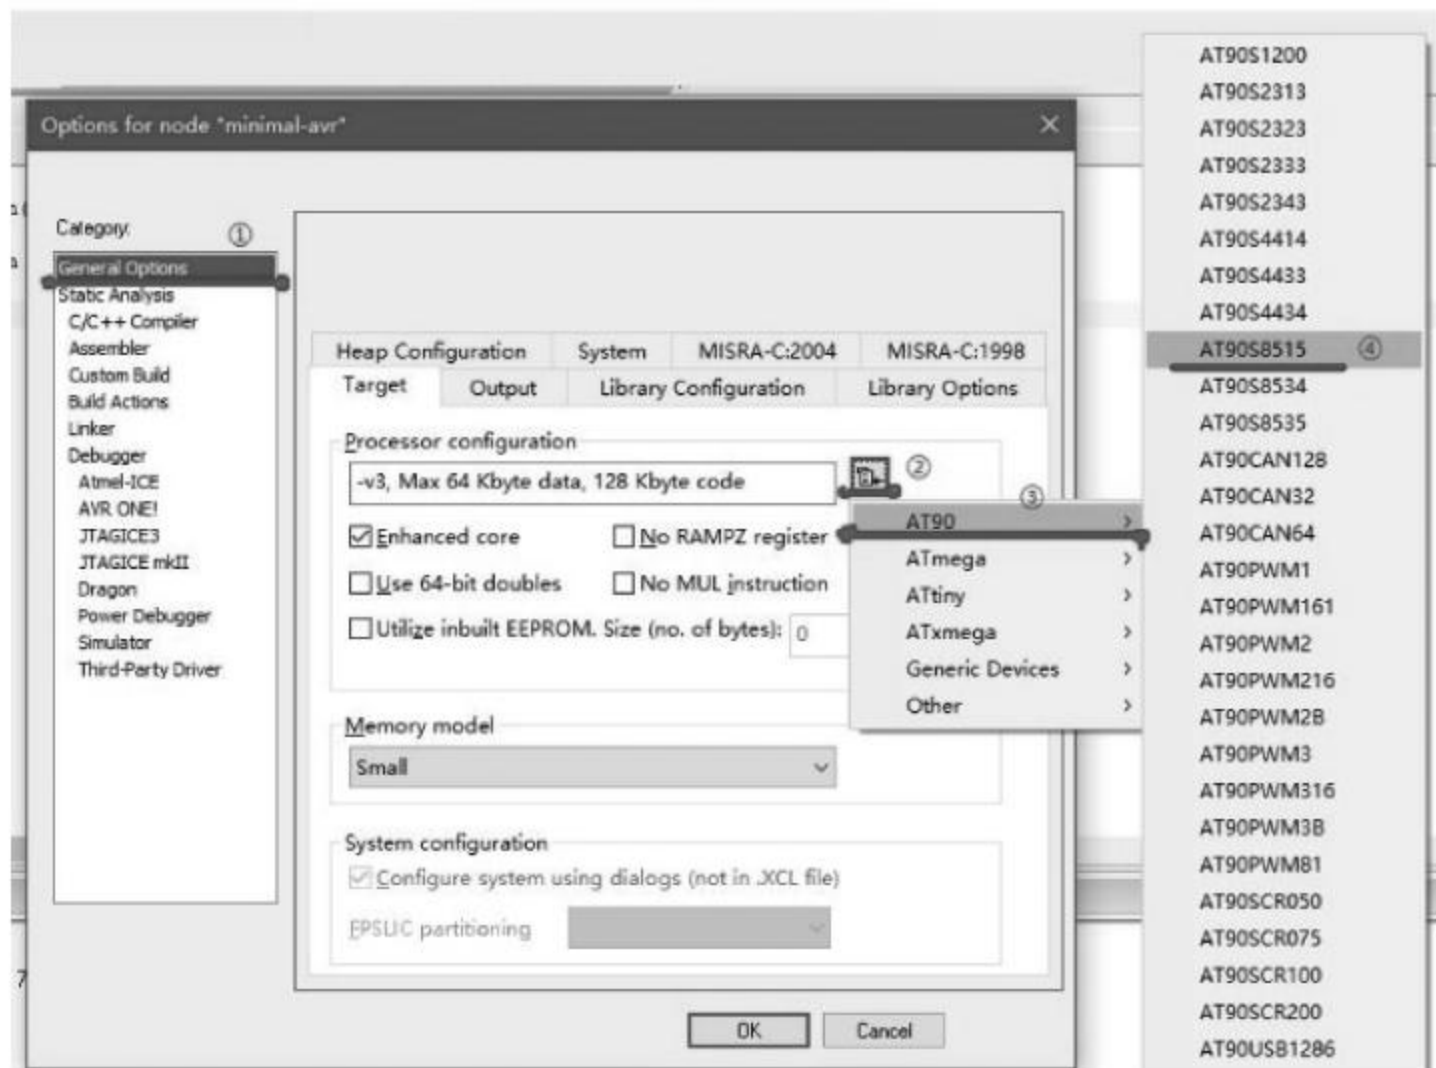 Options for node "minimal-avr"
Category:
①
General Options
Static Analysis
C/C++ Compiler
Assembler
Custom Build
Build Actions
Linker
Debugger
Atmel-ICE
AVR ONE!
JTAGICE3
JTAGICE mkII
Dragon
Power Debugger
Simulator
Third-Party Driver
Heap Configuration System MISRA-C:2004 MISRA-C:1998
Target Output Library Configuration Library Options
Processor configuration
-v3, Max 64 Kbyte data, 128 Kbyte code
②
Enhanced core No RAMPZ register
Use 64-bit doubles No MUL instruction
Utilize inbuilt EEPROM. Size (no. of bytes): 0
Memory model
Small
System configuration
Configure system using dialogs (not in .XCL file)
FPSLIC partitioning
OK Cancel
③
AT90
ATmega
ATtiny
ATxmega
Generic Devices
Other
AT90S1200
AT90S2313
AT90S2323
AT90S2333
AT90S2343
AT90S4414
AT90S4433
AT90S4434
AT90S8515 ④
AT90S8534
AT90S8535
AT90CAN128
AT90CAN32
AT90CAN64
AT90PWM1
AT90PWM161
AT90PWM2
AT90PWM216
AT90PWM2B
AT90PWM3
AT90PWM316
AT90PWM3B
AT90PWM81
AT90SCR050
AT90SCR075
AT90SCR100
AT90SCR200
AT90USB1286